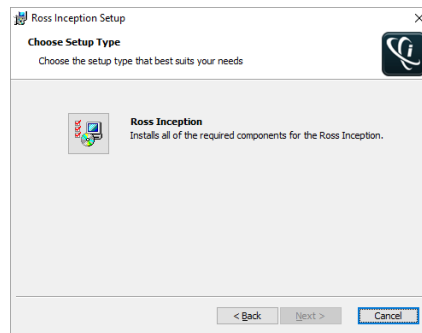 Ross Inception Setup
Choose Setup Type
Choose the setup type that best suits your needs
Ross Inception
Installs all of the required components for the Ross Inception.
< Back
Next >
Cancel